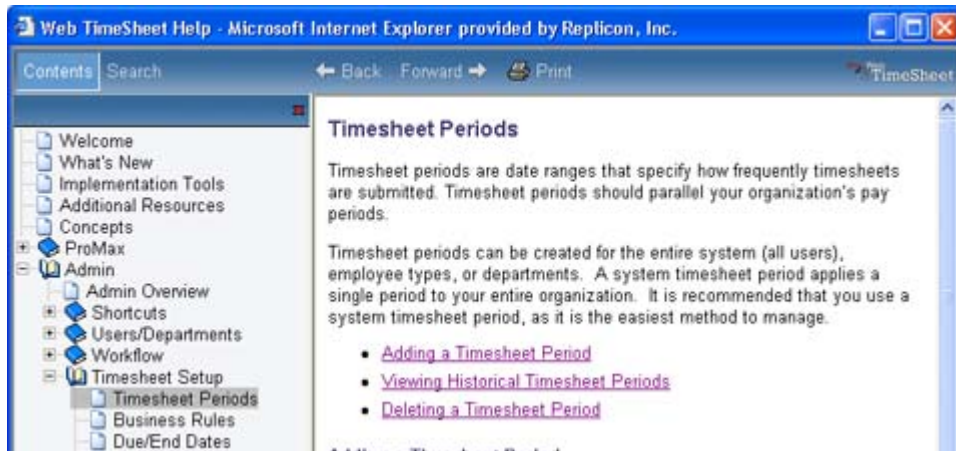 Web TimeSheet Help - Microsoft Internet Explorer provided by Replicon, Inc.
Contents Search
Back Forward Print
TimeSheet
Welcome
What's New
Implementation Tools
Additional Resources
Concepts
ProMax
Admin
Admin Overview
Shortcuts
Users/Departments
Workflow
Timesheet Setup
Timesheet Periods
Business Rules
Due/End Dates
Timesheet Periods
Timesheet periods are date ranges that specify how frequently timesheets
are submitted. Timesheet periods should parallel your organization's pay
periods.
Timesheet periods can be created for the entire system (all users),
employee types, or departments. A system timesheet period applies a
single period to your entire organization. It is recommended that you use a
system timesheet period, as it is the easiest method to manage.
• Adding a Timesheet Period
• Viewing Historical Timesheet Periods
• Deleting a Timesheet Period